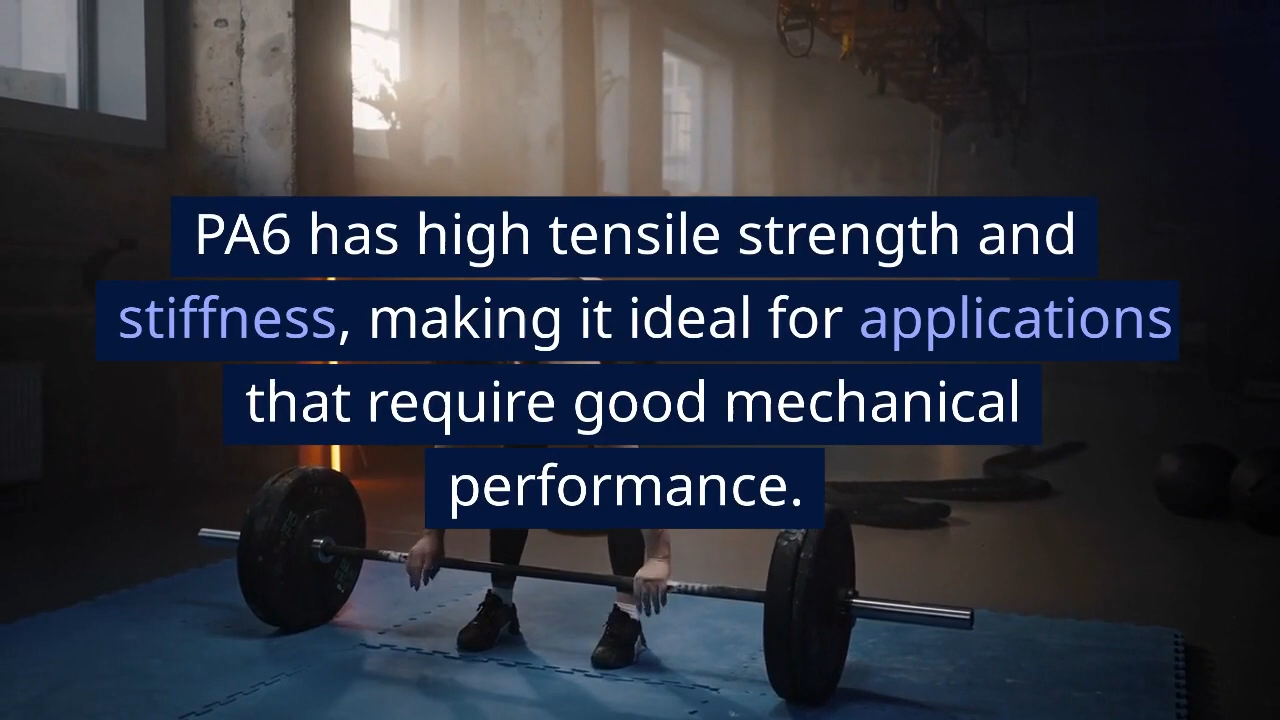 PA6 has high tensile strength and
stiffness, making it ideal for applications
that require good mechanical
performance.